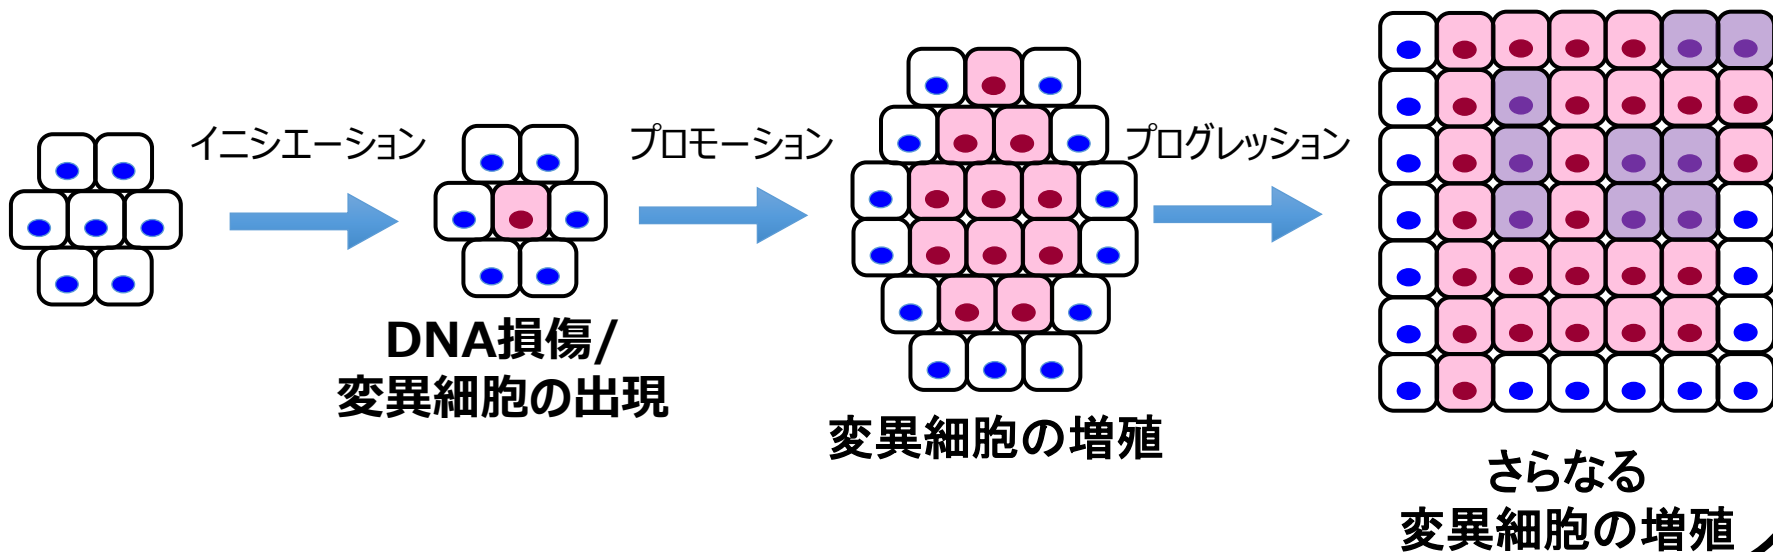 イニシエーション
プロモーション
プログレッション
DNA損傷/
変異細胞の出現
変異細胞の増殖
さらなる
変異細胞の増殖